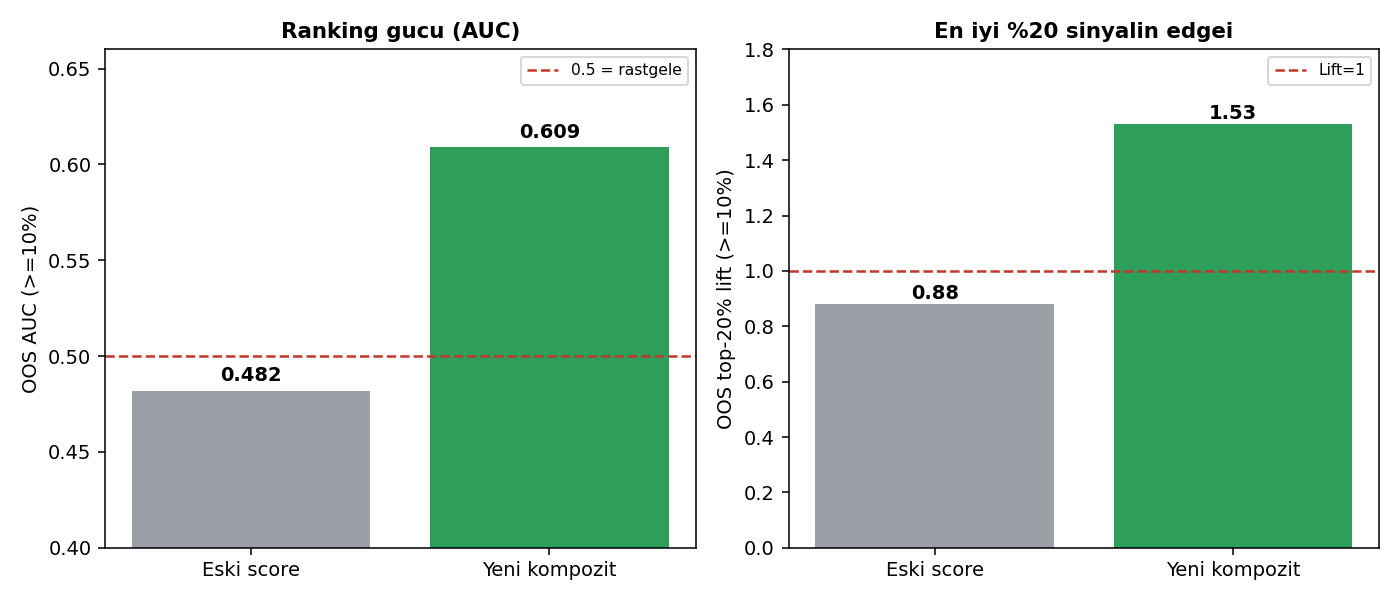 Ranking gucu (AUC)
OOS AUC (>=10%)
0.65
0.60
0.55
0.50
0.45
0.40
0.5 = rastgele
0.482
0.609
Eski score
Yeni kompozit
En iyi %20 sinyalin edgei
OOS top-20% lift (>=10%)
1.8
1.6
1.4
1.2
1.0
0.8
0.6
0.4
0.2
0.0
Lift=1
0.88
1.53
Eski score
Yeni kompozit